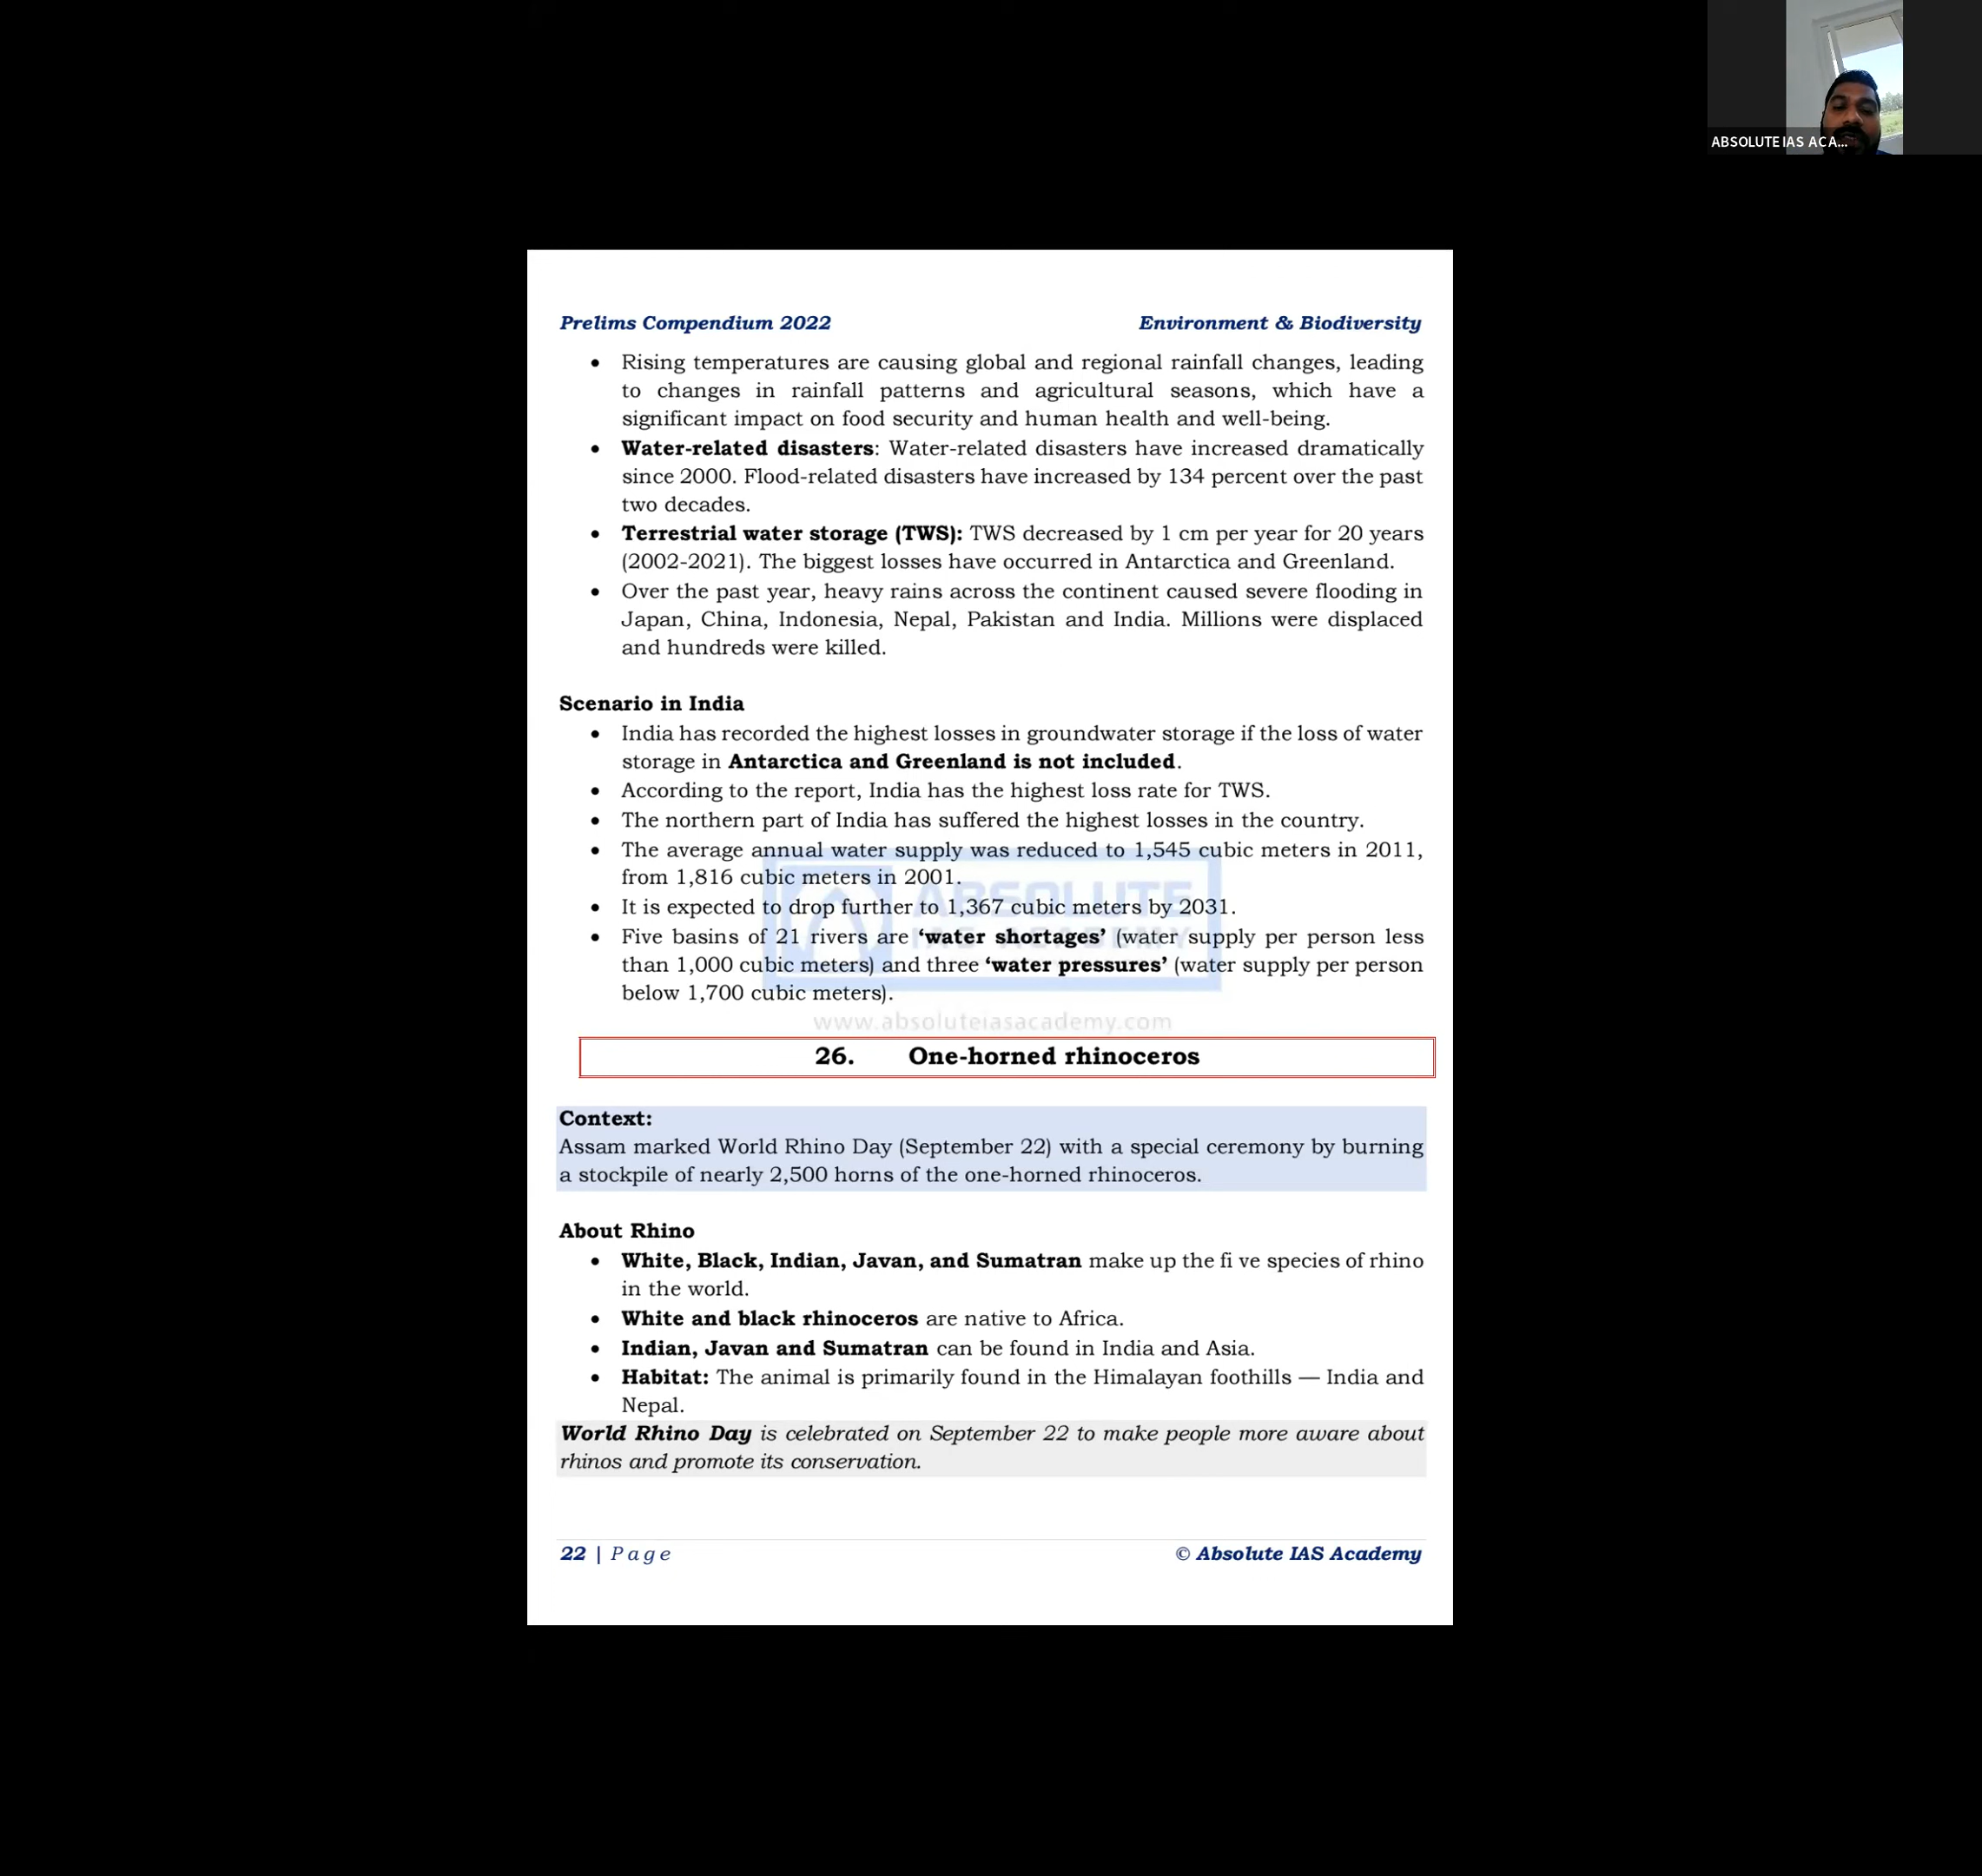 ABSOLUTE IAS ACA...
Prelims Compendium 2022
Environment & Biodiversity
• Rising temperatures are causing global and regional rainfall changes, leading
to changes in rainfall patterns and agricultural seasons, which have a
significant impact on food security and human health and well-being.
• Water-related disasters: Water-related disasters have increased dramatically
since 2000. Flood-related disasters have increased by 134 percent over the past
two decades.
• Terrestrial water storage (TWS): TWS decreased by 1 cm per year for 20 years
(2002-2021). The biggest losses have occurred in Antarctica and Greenland.
• Over the past year, heavy rains across the continent caused severe flooding in
Japan, China, Indonesia, Nepal, Pakistan and India. Millions were displaced
and hundreds were killed.
Scenario in India
• India has recorded the highest losses in groundwater storage if the loss of water
storage in Antarctica and Greenland is not included.
• According to the report, India has the highest loss rate for TWS.
• The northern part of India has suffered the highest losses in the country.
• The average annual water supply was reduced to 1,545 cubic meters in 2011,
from 1,816 cubic meters in 2001.
• It is expected to drop further to 1,367 cubic meters by 2031.
• Five basins of 21 rivers are ‘water shortages’ (water supply per person less
than 1,000 cubic meters) and three ‘water pressures’ (water supply per person
below 1,700 cubic meters).
ABSOLUTE
IAS ACADEMY
www.absoluteiasacademy.com
26. One-horned rhinoceros
Context:
Assam marked World Rhino Day (September 22) with a special ceremony by burning
a stockpile of nearly 2,500 horns of the one-horned rhinoceros.
About Rhino
• White, Black, Indian, Javan, and Sumatran make up the fi ve species of rhino
in the world.
• White and black rhinoceros are native to Africa.
• Indian, Javan and Sumatran can be found in India and Asia.
• Habitat: The animal is primarily found in the Himalayan foothills — India and
Nepal.
World Rhino Day is celebrated on September 22 to make people more aware about
rhinos and promote its conservation.
22 | Page
© Absolute IAS Academy